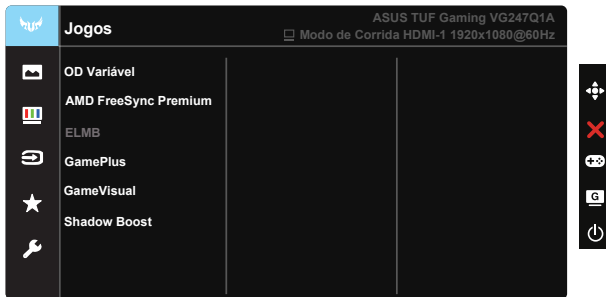 ASUS TUF Gaming VG247Q1A
Jogos
Modo de Corrida HDMI-1 1920x1080@60Hz
OD Variável
AMD FreeSync Premium
ELMB
GamePlus
GameVisual
Shadow Boost
G